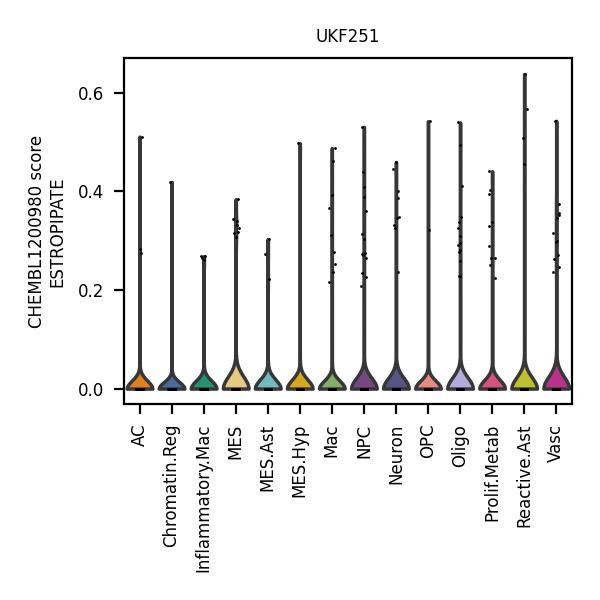 UKF251
CHEMBL1200980 score
ESTROPIPATE
0.6
0.4
0.2
0.0
AC
Chromatin.Reg
Inflammatory.Mac
MES
MES.Ast
MES.Hyp
Mac
NPC
Neuron
OPC
Oligo
Prolif.Metab
Reactive.Ast
Vasc